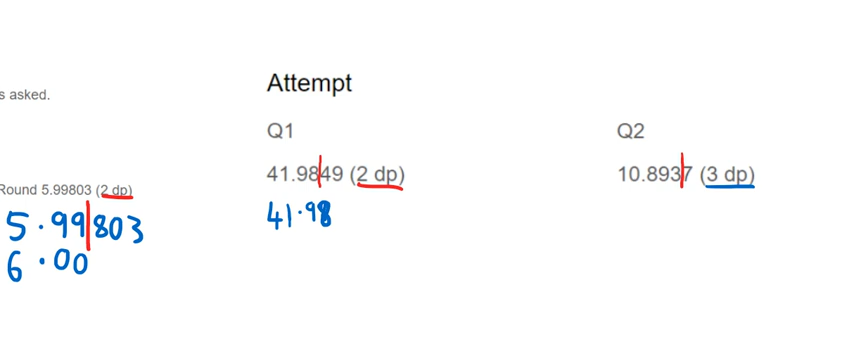 s asked.
Round 5.99803 (2 dp)
5.99803
6.00
Attempt
Q1
41.9849 (2 dp)
41.98
Q2
10.8937 (3 dp)